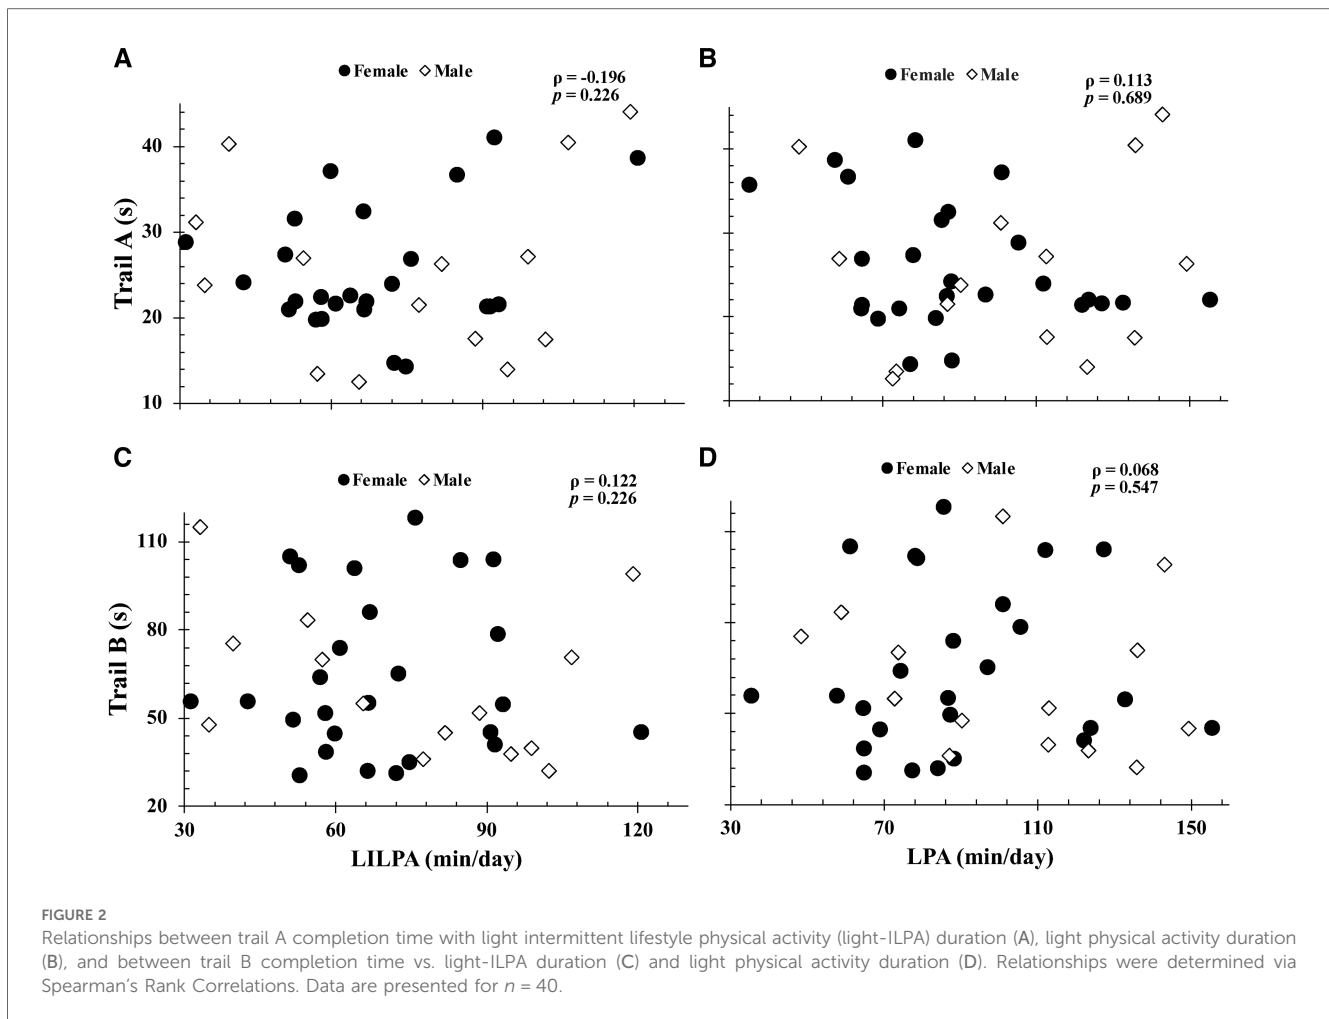 A
Female Male
ρ = -0.196
p = 0.226
Trail A (s)
40
30
20
10
B
Female Male
ρ = 0.113
p = 0.689
C
Female Male
ρ = 0.122
p = 0.226
Trail B (s)
110
80
50
20
30 60 90 120
LILPA (min/day)
D
Female Male
ρ = 0.068
p = 0.547
30 70 110 150
LPA (min/day)
FIGURE 2
Relationships between trail A completion time with light intermittent lifestyle physical activity (light-ILPA) duration (A), light physical activity duration
(B), and between trail B completion time vs. light-ILPA duration (C) and light physical activity duration (D). Relationships were determined via
Spearman's Rank Correlations. Data are presented for n = 40.